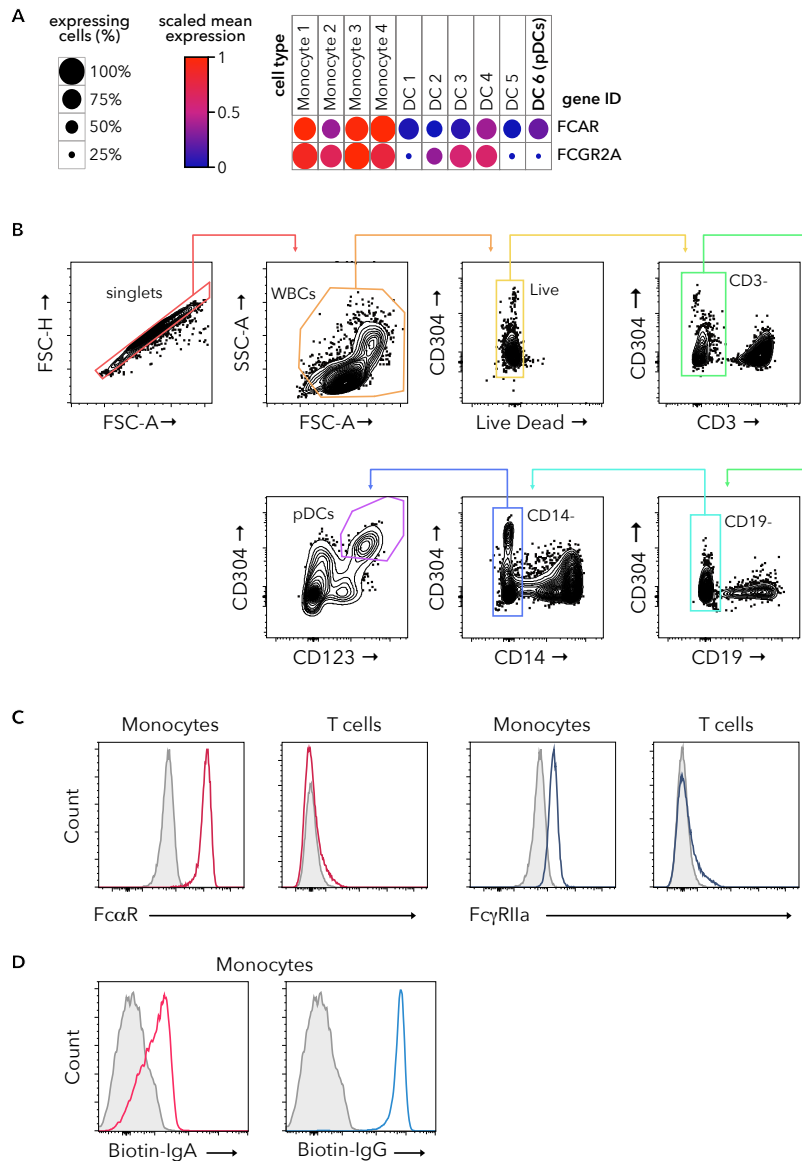 A
expressing
cells (%)
100%
75%
50%
25%
scaled mean
expression
1
0.5
0
cell type
Monocyte 1
Monocyte 2
Monocyte 3
Monocyte 4
DC 1
DC 2
DC 3
DC 4
DC 5
DC 6 (pDCs)
gene ID
FCAR
FCGR2A
B
singlets
FSC-H →
FSC-A →
WBCs
SSC-A →
FSC-A →
Live
CD304 →
Live Dead →
CD3-
CD304 →
CD3 →
pDCs
CD304 →
CD123 →
CD14-
CD304 →
CD14 →
CD19-
CD304 →
CD19 →
C
Monocytes
T cells
Monocytes
T cells
Count
FcαR
FcγRIIa
D
Monocytes
Count
Biotin-IgA
Biotin-IgG